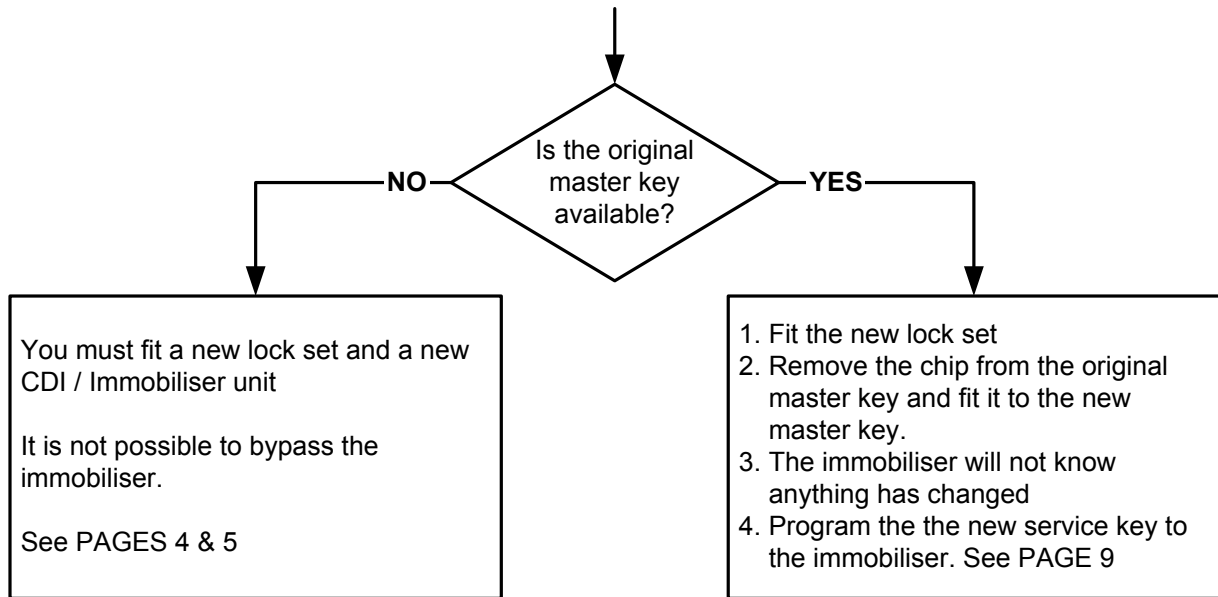 Is the original
master key
available?
NO
YES
You must fit a new lock set and a new
CDI / Immobiliser unit
It is not possible to bypass the
immobiliser.
See PAGES 4 & 5
1. Fit the new lock set
2. Remove the chip from the original
master key and fit it to the new
master key.
3. The immobiliser will not know
anything has changed
4. Program the the new service key to
the immobiliser. See PAGE 9